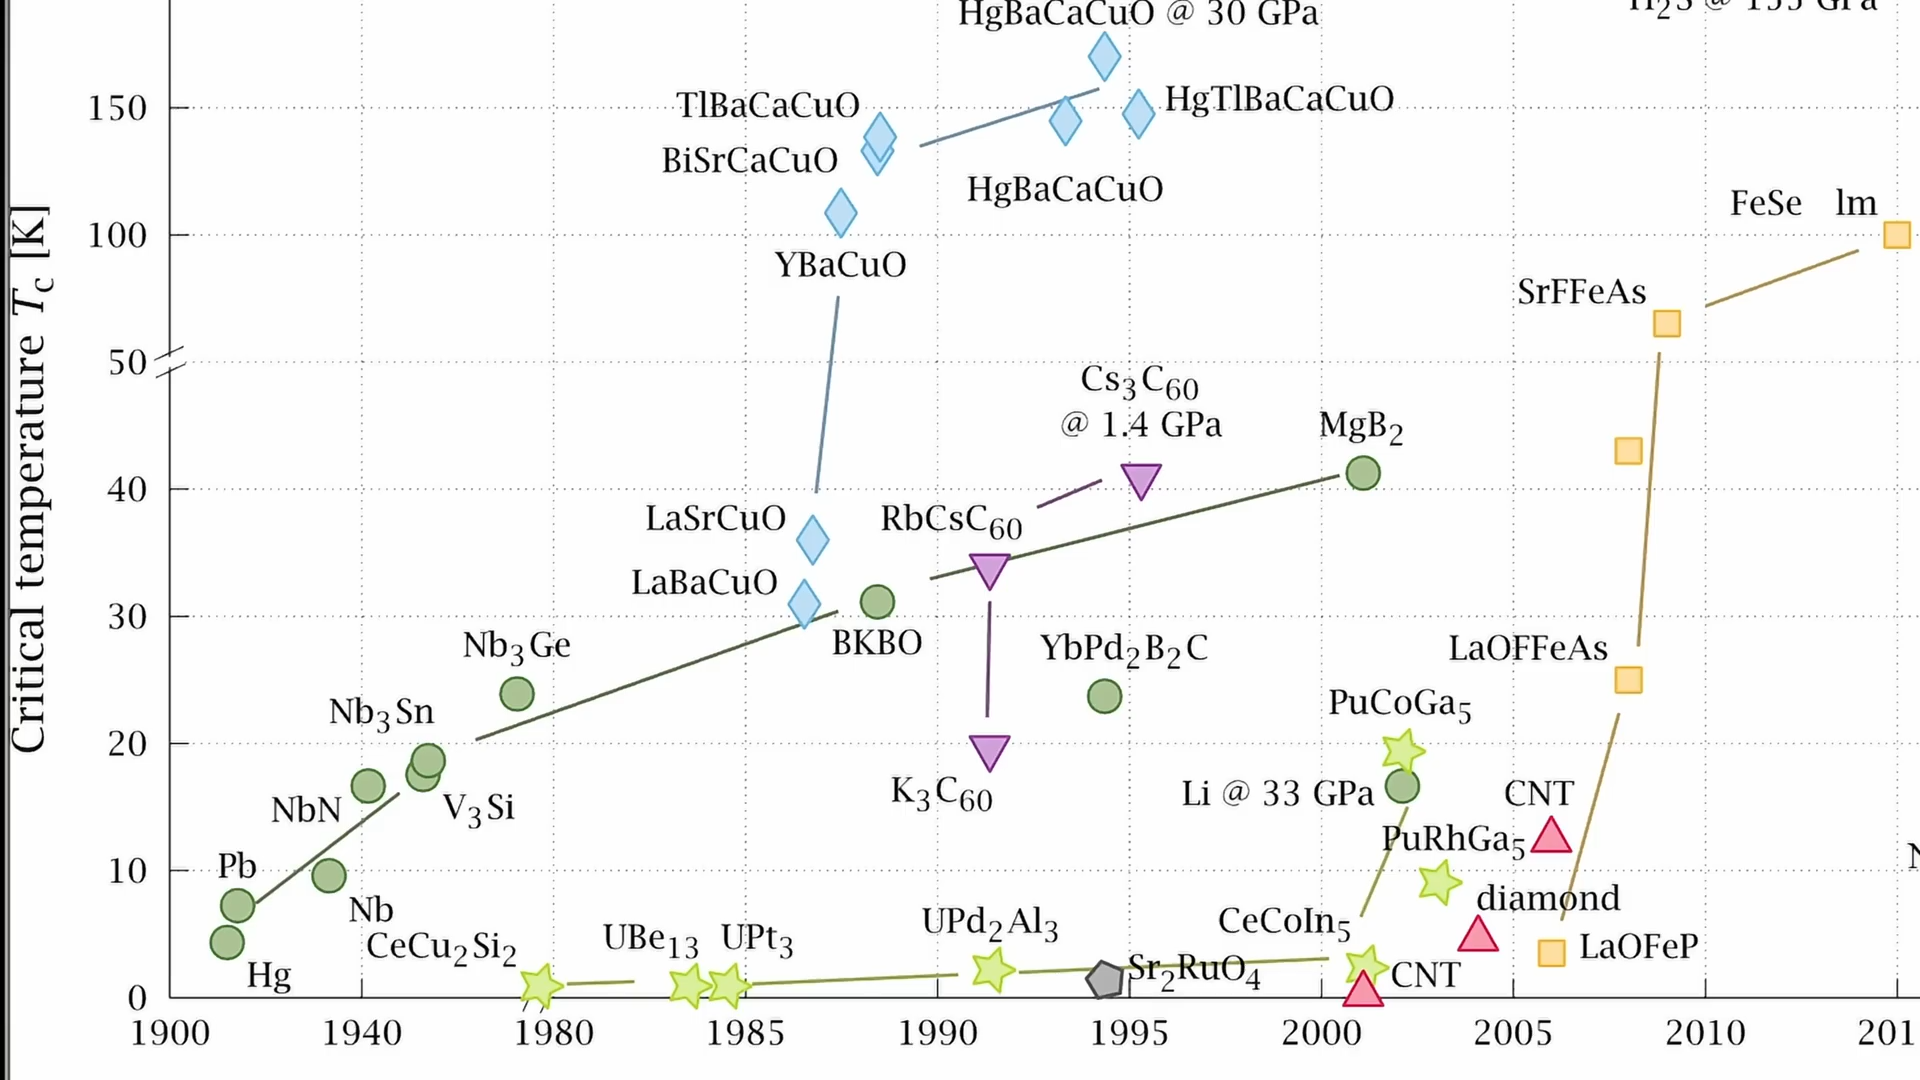 HgBaCaCuO @ 30 GPa
TlBaCaCuO
HgTlBaCaCuO
150
BiSrCaCuO
HgBaCaCuO
FeSe lm
100
YBaCuO
SrFFeAs
50
Cs3C60
@ 1.4 GPa
MgB2
40
LaSrCuO
RbCsC60
LaBaCuO
30
BKBO
Nb3Ge
YbPd2B2C
LaOFFeAs
Critical temperature Tc [K]
Nb3Sn
PuCoGa5
20
K3C60
Li @ 33 GPa
CNT
NbN
V3Si
PuRhGa5
Pb
10
diamond
Nb
CeCu2Si2
UBe13
UPt3
UPd2Al3
CeCoIn5
LaOFeP
Hg
Sr2RuO4
CNT
0
1900 1940 1980 1985 1990 1995 2000 2005 2010 201